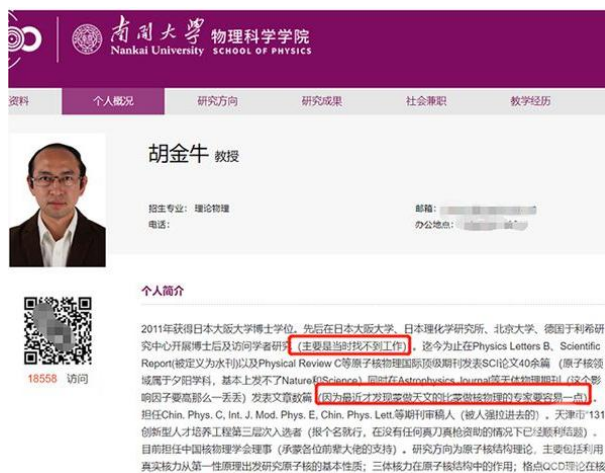 南开大学 物理科学学院
Nankai University SCHOOL OF PHYSICS
资料 个人概况 研究方向 研究成果 社会兼职 教学经历
胡金牛 教授
招生专业： 理论物理
邮箱：
电话：
办公地点：
18558 访问
个人简介
2011年获得日本大阪大学博士学位。先后在日本大阪大学、日本理化学研究所、北京大学、德国于利希研
究中心开展博士后及访问学者研究（主要是当时找不到工作）。迄今为止在Physics Letters B、Scientific
Report(被定义为水刊)以及Physical Review C等原子核物理国际顶级期刊发表SCI论文40余篇 （原子核领
域属于夕阳学科，基本上发不了Nature和Science），同时在Astrophysics Journal等天体物理期刊（这个影
响因子要高那么一丢丢）发表文章数篇（因为最近才发现蒙做天文的比蒙做核物理的专家要容易一点）。
担任Chin. Phys. C, Int. J. Mod. Phys. E, Chin. Phys. Lett.等期刊审稿人（被人强拉进去的）。天津市"131
创新型人才培养工程第三层次入选者（报个名就行，在没有任何真刀真枪资助的情况下已经顺利结题）.
目前担任中国核物理学会理事（承蒙各位前辈大佬的支持）。研究方向为原子核结构理论，主要包括利用
真实核力从第一性原理出发研究原子核的基本性质；三体核力在原子核结构中的作用；格点QCD理论在